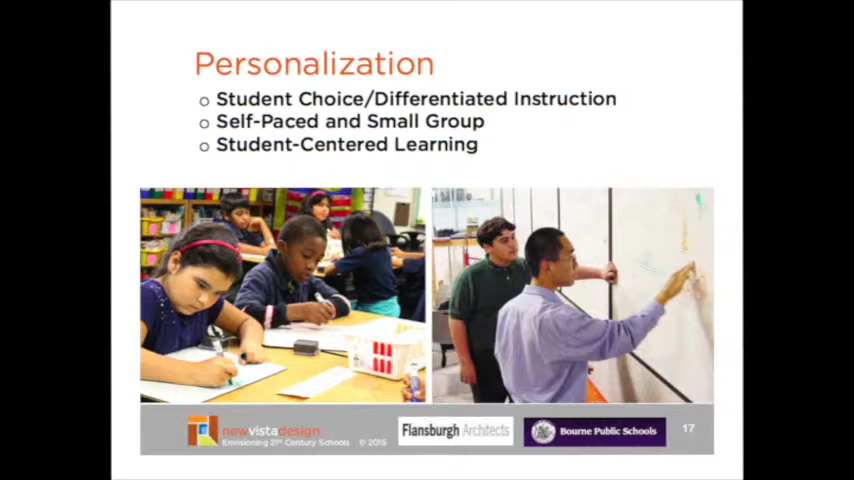 Personalization
o Student Choice/Differentiated Instruction
o Self-Paced and Small Group
o Student-Centered Learning
newvistadesign
Envisioning 21st Century Schools © 2015
Flansburgh Architects
Bourne Public Schools
17